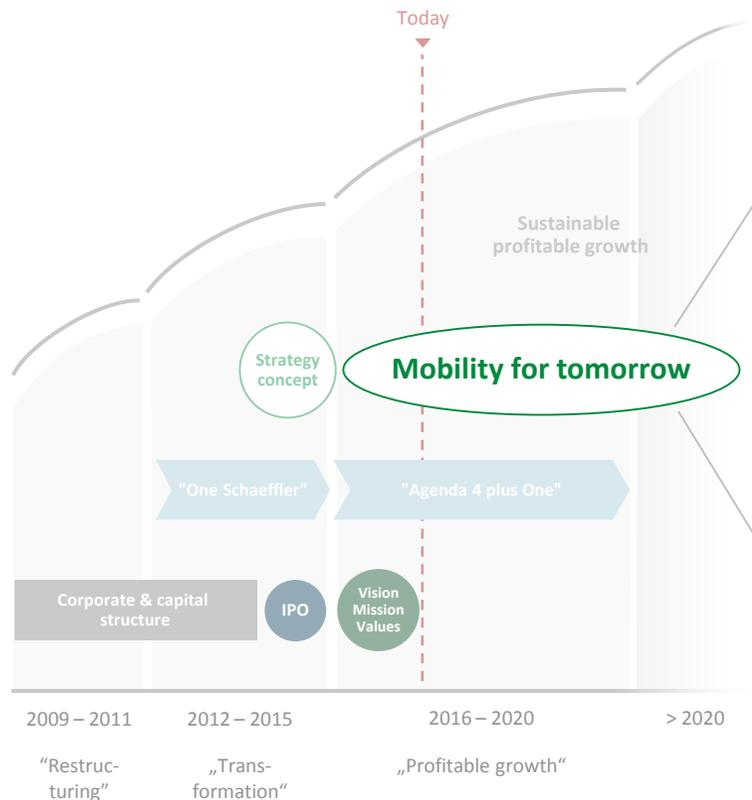 Today
Sustainable
profitable growth
Strategy
concept
Mobility for tomorrow
"One Schaeffler"
"Agenda 4 plus One"
Corporate & capital
structure
IPO
Vision
Mission
Values
2009 – 2011
2012 – 2015
2016 – 2020
> 2020
“Restruc-
turing”
„Trans-
formation“
„Profitable growth“